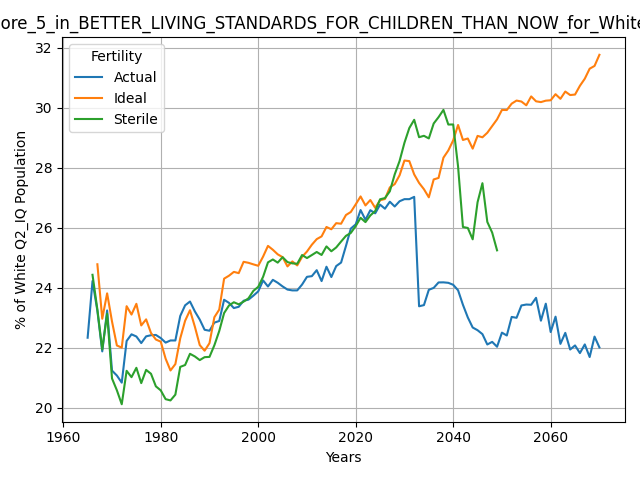 ore_5_in_BETTER_LIVING_STANDARDS_FOR_CHILDREN_THAN_NOW_for_White
Fertility
Actual
Ideal
Sterile
% of White Q2_IQ Population
32
30
28
26
24
22
20
1960
1980
2000
2020
2040
2060
Years